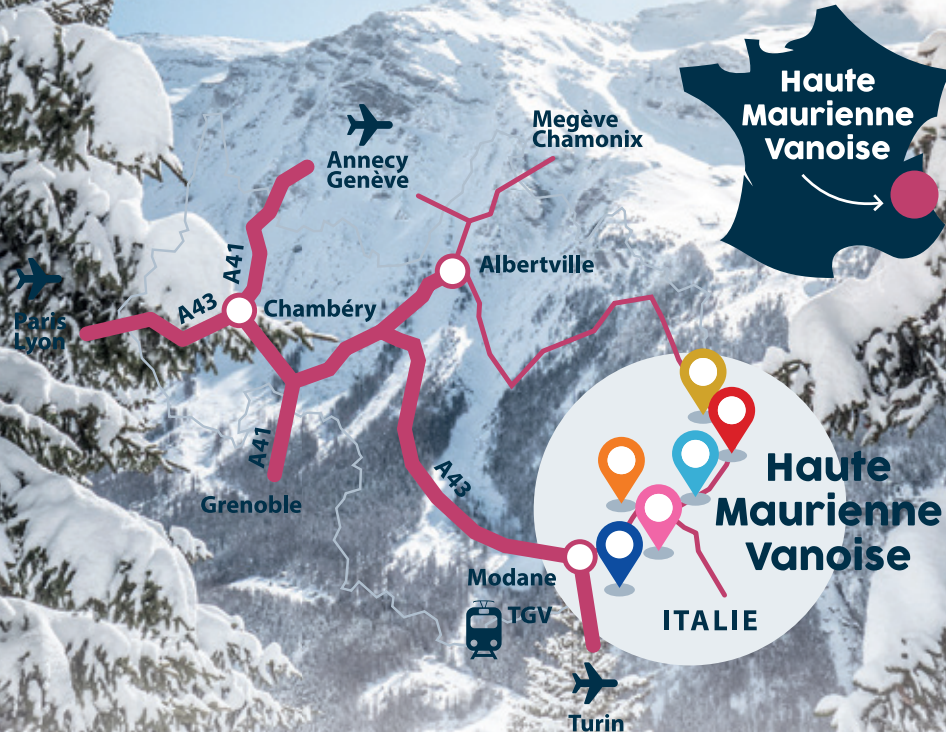 Haute
Maurienne
Vanoise
Megève
Chamonix
Annecy
Genève
A41
Albertville
A43
Chambéry
Paris
Lyon
A41
A43
Grenoble
Haute
Maurienne
Vanoise
Modane
TGV
ITALIE
Turin